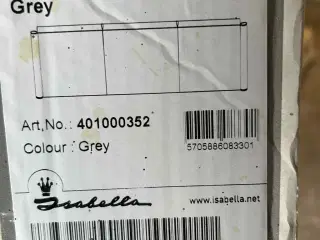 Grey
Art,No.: 401000352
Colour : Grey
5705886083301
Isabella
www.isabella.net